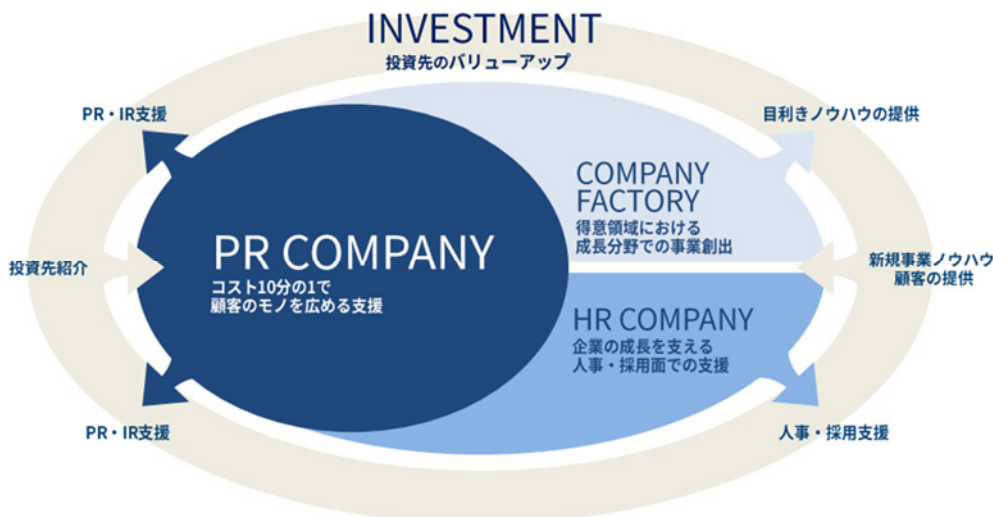 INVESTMENT
投資先のバリューアップ
PR・IR支援
目利きノウハウの提供
COMPANY
FACTORY
得意領域における
成長分野での事業創出
PR COMPANY
コスト10分の1で
顧客のモノを広める支援
投資先紹介
新規事業ノウハウ
顧客の提供
HR COMPANY
企業の成長を支える
人事・採用面での支援
PR・IR支援
人事・採用支援